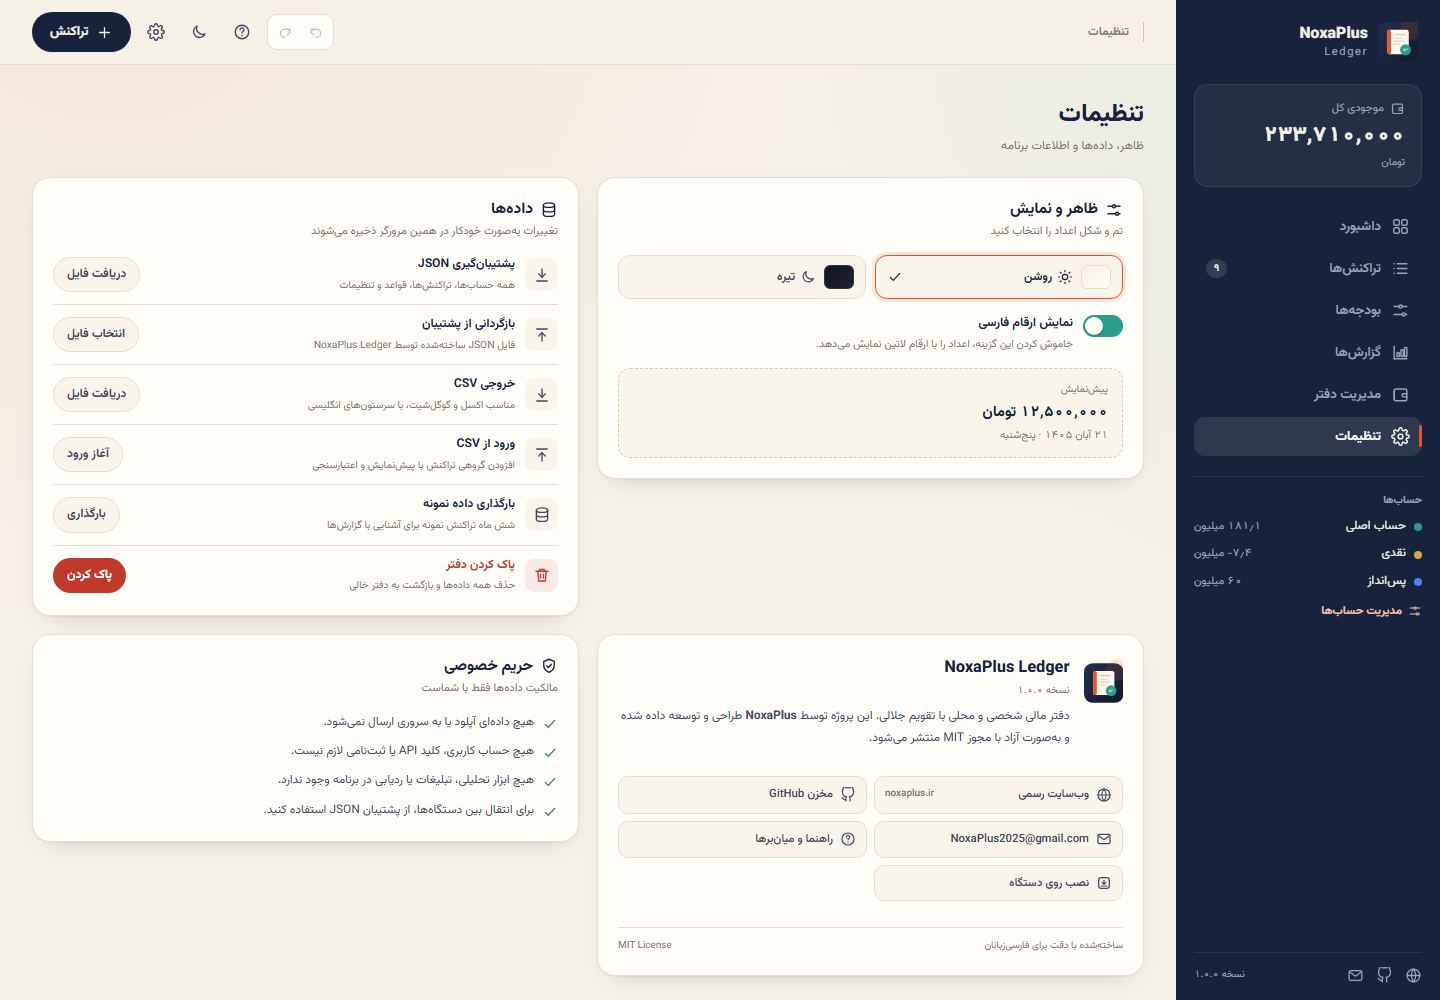 NoxaPlus
Ledger
موجودی کل
۲۳۳,۷۱۰,۰۰۰
تومان
داشبورد
تراکنش‌ها
۹
بودجه‌ها
گزارش‌ها
مدیریت دفتر
تنظیمات
حساب‌ها
حساب اصلی
۱۸۱٫۱ میلیون
نقدی
-۷٫۴ میلیون
پس‌انداز
۶۰ میلیون
مدیریت حساب‌ها
نسخه ۱.۰.۰
تنظیمات
تراکنش
تنظیمات
ظاهر، داده‌ها و اطلاعات برنامه
ظاهر و نمایش
تم و شکل اعداد را انتخاب کنید
روشن
تیره
نمایش ارقام فارسی
خاموش کردن این گزینه، اعداد را با ارقام لاتین نمایش می‌دهد.
پیش‌نمایش
۱۲,۵۰۰,۰۰۰ تومان
۲۱ آبان ۱۴۰۵ · پنج‌شنبه
داده‌ها
تغییرات به‌صورت خودکار در همین مرورگر ذخیره می‌شوند
پشتیبان‌گیری JSON
همه حساب‌ها، تراکنش‌ها، قواعد و تنظیمات
دریافت فایل
بازگردانی از پشتیبان
فایل JSON ساخته‌شده توسط NoxaPlus Ledger
انتخاب فایل
خروجی CSV
مناسب اکسل و گوگل‌شیت، با سرستون‌های انگلیسی
دریافت فایل
ورود از CSV
افزودن گروهی تراکنش با پیش‌نمایش و اعتبارسنجی
آغاز ورود
بارگذاری داده نمونه
شش ماه تراکنش نمونه برای آشنایی با گزارش‌ها
بارگذاری
پاک کردن دفتر
حذف همه داده‌ها و بازگشت به دفتر خالی
پاک کردن
NoxaPlus Ledger
نسخه ۱.۰.۰
دفتر مالی شخصی و محلی با تقویم جلالی. این پروژه توسط NoxaPlus طراحی و توسعه داده شده
و به‌صورت آزاد با مجوز MIT منتشر می‌شود.
وب‌سایت رسمی
noxaplus.ir
مخزن GitHub
NoxaPlus2025@gmail.com
راهنما و میان‌برها
نصب روی دستگاه
ساخته‌شده با دقت برای فارسی‌زبانان
MIT License
حریم خصوصی
مالکیت داده‌ها فقط با شماست
هیچ داده‌ای آپلود یا به سروری ارسال نمی‌شود.
هیچ حساب کاربری، کلید API یا ثبت‌نامی لازم نیست.
هیچ ابزار تحلیلی، تبلیغات یا ردیابی در برنامه وجود ندارد.
برای انتقال بین دستگاه‌ها، از پشتیبان JSON استفاده کنید.